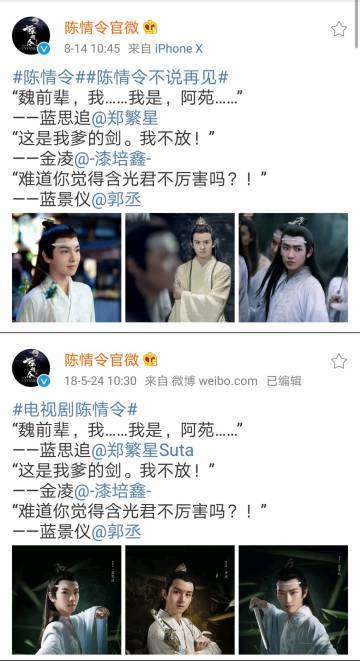 陈情令官微
8-14 10:45 来自 iPhone X
#陈情令##陈情令不说再见#
“魏前辈，我……我是，阿苑……”
——蓝思追@郑繁星
“这是我爹的剑。我不放！”
——金凌@-漆培鑫-
“难道你觉得含光君不厉害吗？！”
——蓝景仪@郭丞
陈情令官微
18-5-24 10:30 来自 微博 weibo.com 已编辑
#电视剧陈情令#
“魏前辈，我……我是，阿苑……”
——蓝思追@郑繁星Suta
“这是我爹的剑。我不放！”
——金凌@-漆培鑫-
“难道你觉得含光君不厉害吗？！”
——蓝景仪@郭丞